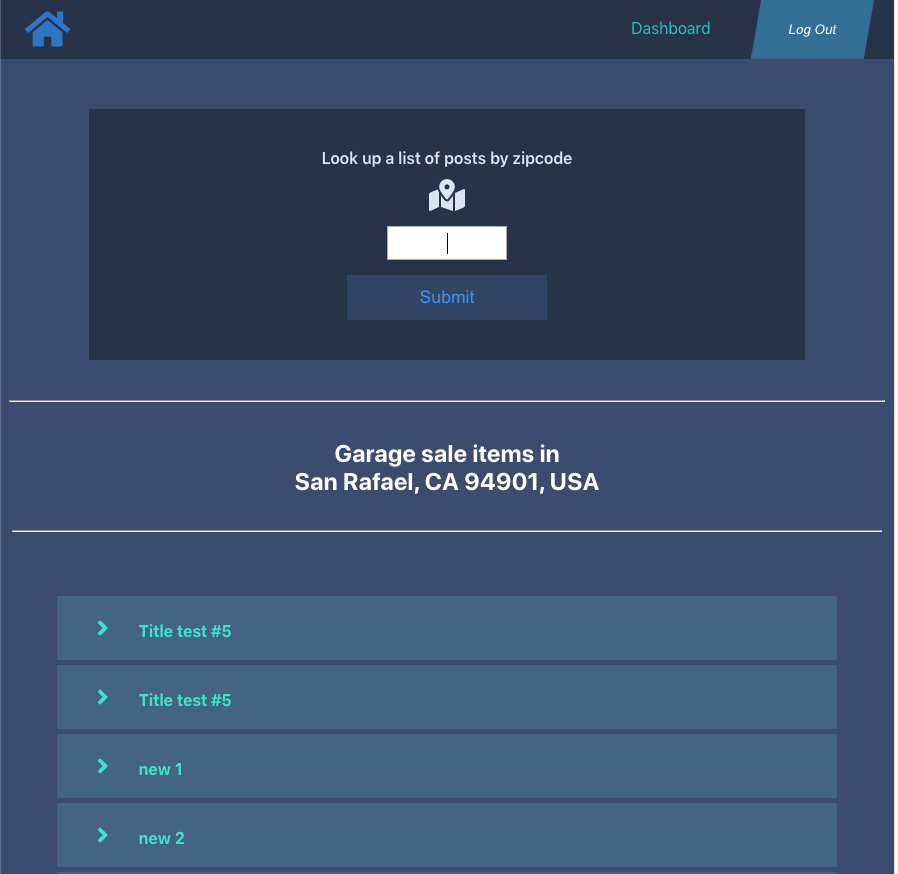 Dashboard
Log Out
Look up a list of posts by zipcode
Submit
Garage sale items in
San Rafael, CA 94901, USA
Title test #5
Title test #5
new 1
new 2